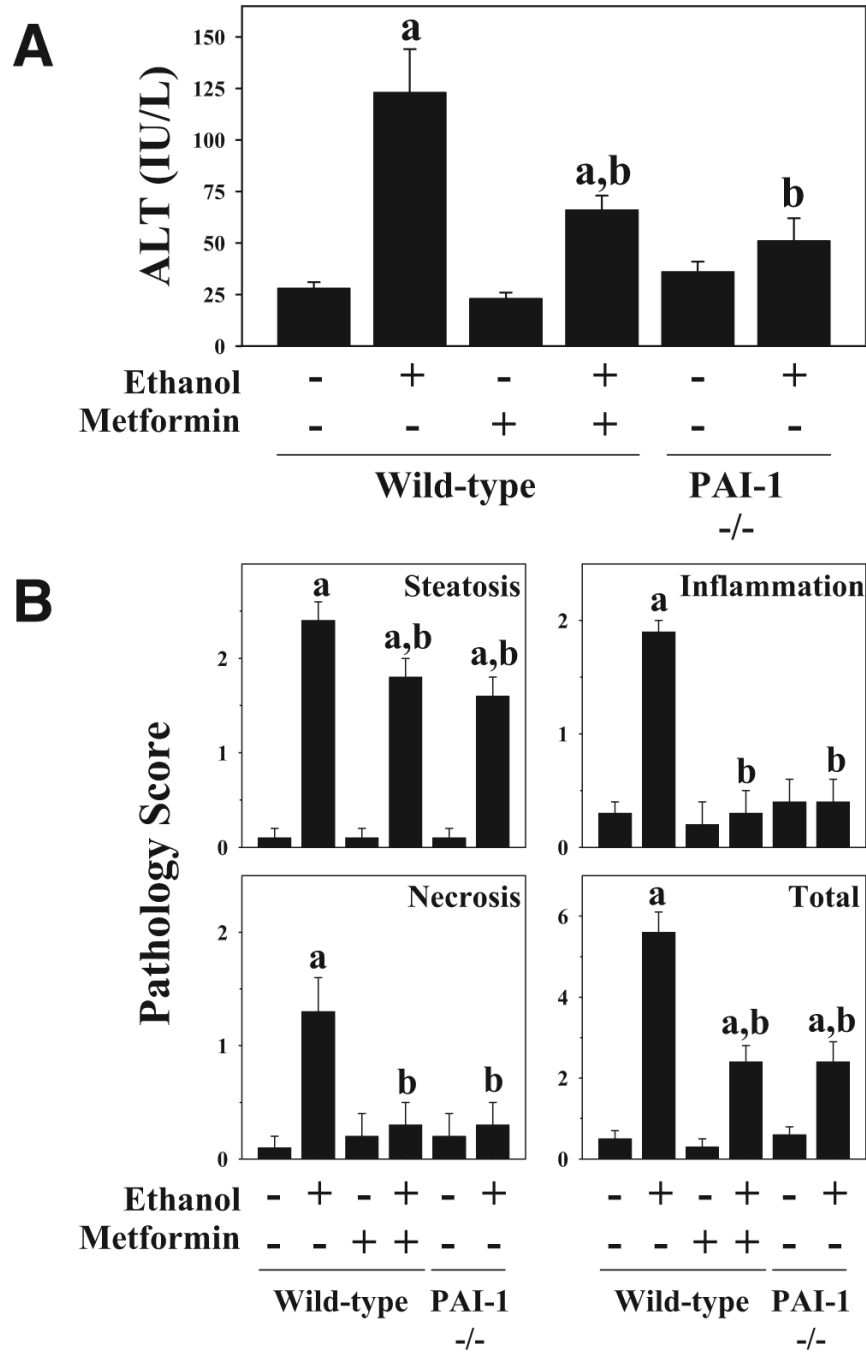 A
ALT (IU/L)
150
125
100
75
50
25
0
a
a,b
b
Ethanol - + - + - +
Metformin - - + + - -
Wild-type PAI-1
-/-
B
Pathology Score
Steatosis
2
1
0
a
a,b
a,b
Inflammation
2
1
0
a
b
b
Necrosis
2
1
0
a
b
b
Total
6
4
2
0
a
a,b
a,b
Ethanol - + - + - + - + - + - +
Metformin - - + + - - - - + + - -
Wild-type PAI-1 Wild-type PAI-1
-/- -/-